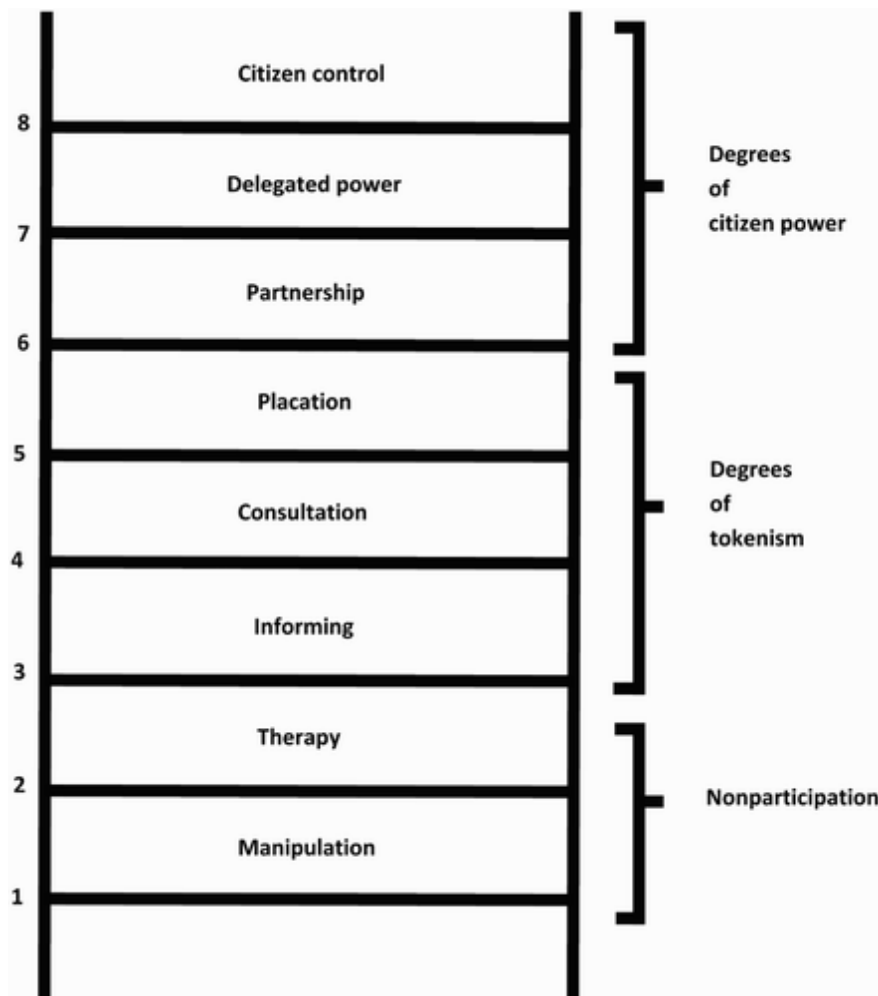 Citizen control
8
Delegated power
7
Partnership
6
Placation
5
Consultation
4
Informing
3
Therapy
2
Manipulation
1
Degrees
of
citizen power
Degrees
of
tokenism
Nonparticipation